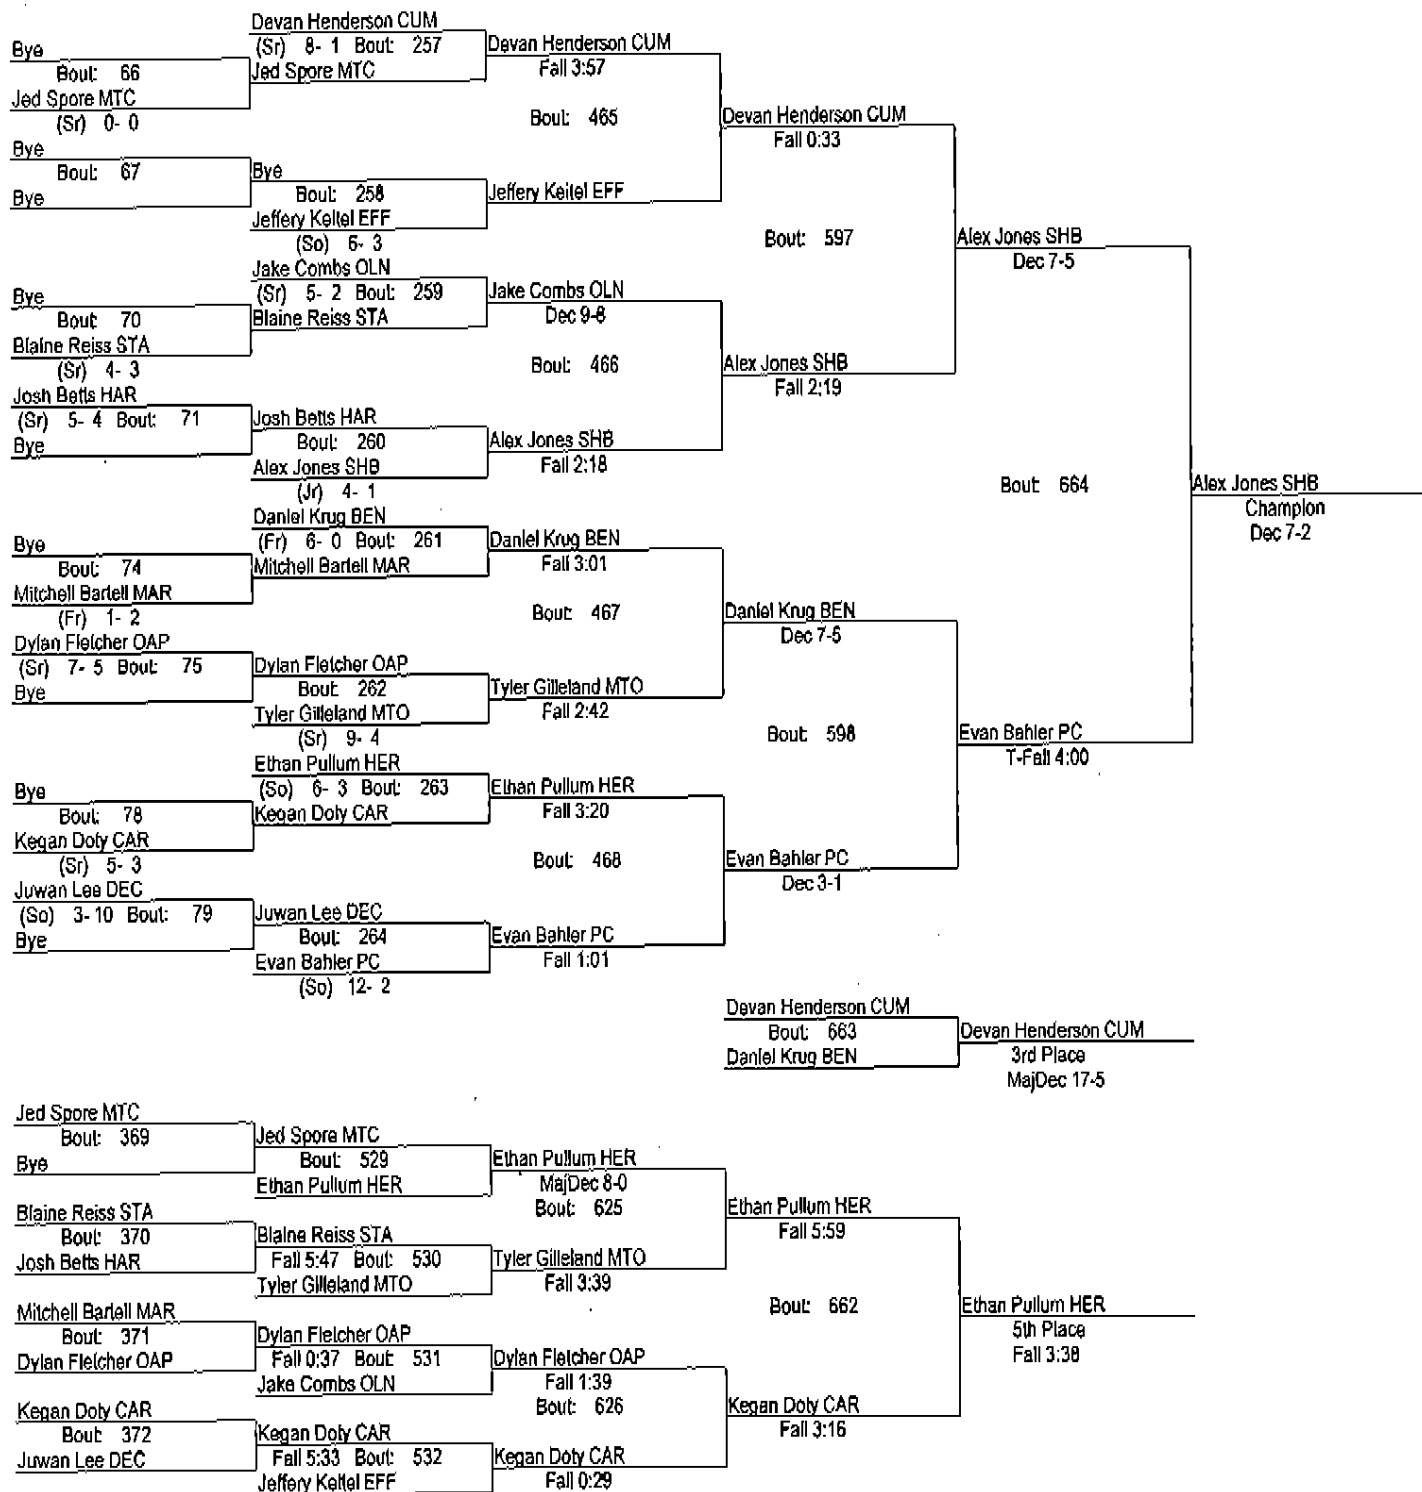 Devan Henderson CUM
(Sr) 8- 1 Bout: 257
Jed Spore MTC
Bye
Bout: 66
Jed Spore MTC
(Sr) 0- 0
Devan Henderson CUM
Fall 3:57
Bout: 465
Devan Henderson CUM
Fall 0:33
Bye
Bout: 67
Bye
Bye
Bout: 258
Jeffery Keitel EFF
(So) 6- 3
Jeffery Keitel EFF
Bout: 597
Alex Jones SHB
Dec 7-5
Jake Combs OLN
(Sr) 5- 2 Bout: 259
Blaine Reiss STA
Bye
Bout: 70
Blaine Reiss STA
(Sr) 4- 3
Jake Combs OLN
Dec 9-8
Bout: 466
Alex Jones SHB
Fall 2:19
Josh Betts HAR
(Sr) 5- 4 Bout: 71
Bye
Josh Betts HAR
Bout: 260
Alex Jones SHB
(Jr) 4- 1
Alex Jones SHB
Fall 2:18
Bout: 664
Alex Jones SHB
Champion
Dec 7-2
Daniel Krug BEN
(Fr) 6- 0 Bout: 261
Mitchell Bartell MAR
Bye
Bout: 74
Mitchell Bartell MAR
(Fr) 1- 2
Daniel Krug BEN
Fall 3:01
Bout: 467
Daniel Krug BEN
Dec 7-5
Dylan Fletcher OAP
(Sr) 7- 5 Bout: 75
Bye
Dylan Fletcher OAP
Bout: 262
Tyler Gilleland MTO
(Sr) 9- 4
Tyler Gilleland MTO
Fall 2:42
Bout: 598
Evan Bahler PC
T-Fall 4:00
Ethan Pullum HER
(So) 6- 3 Bout: 263
Kegan Doty CAR
Bye
Bout: 78
Kegan Doty CAR
(Sr) 5- 3
Ethan Pullum HER
Fall 3:20
Bout: 468
Evan Bahler PC
Dec 3-1
Juwan Lee DEC
(So) 3- 10 Bout: 79
Bye
Juwan Lee DEC
Bout: 264
Evan Bahler PC
(So) 12- 2
Evan Bahler PC
Fall 1:01
Devan Henderson CUM
Bout: 663
Daniel Krug BEN
Devan Henderson CUM
3rd Place
MajDec 17-5
Jed Spore MTC
Bout: 369
Bye
Jed Spore MTC
Bout: 529
Ethan Pullum HER
Ethan Pullum HER
MajDec 8-0
Bout: 625
Ethan Pullum HER
Fall 5:59
Blaine Reiss STA
Bout: 370
Josh Betts HAR
Blaine Reiss STA
Fall 5:47 Bout: 530
Tyler Gilleland MTO
Tyler Gilleland MTO
Fall 3:39
Bout: 662
Ethan Pullum HER
5th Place
Fall 3:38
Mitchell Bartell MAR
Bout: 371
Dylan Fletcher OAP
Dylan Fletcher OAP
Fall 0:37 Bout: 531
Jake Combs OLN
Dylan Fletcher OAP
Fall 1:39
Bout: 626
Kegan Doty CAR
Fall 3:16
Kegan Doty CAR
Bout: 372
Juwan Lee DEC
Kegan Doty CAR
Fall 5:33 Bout: 532
Jeffery Keitel EFF
Kegan Doty CAR
Fall 0:29